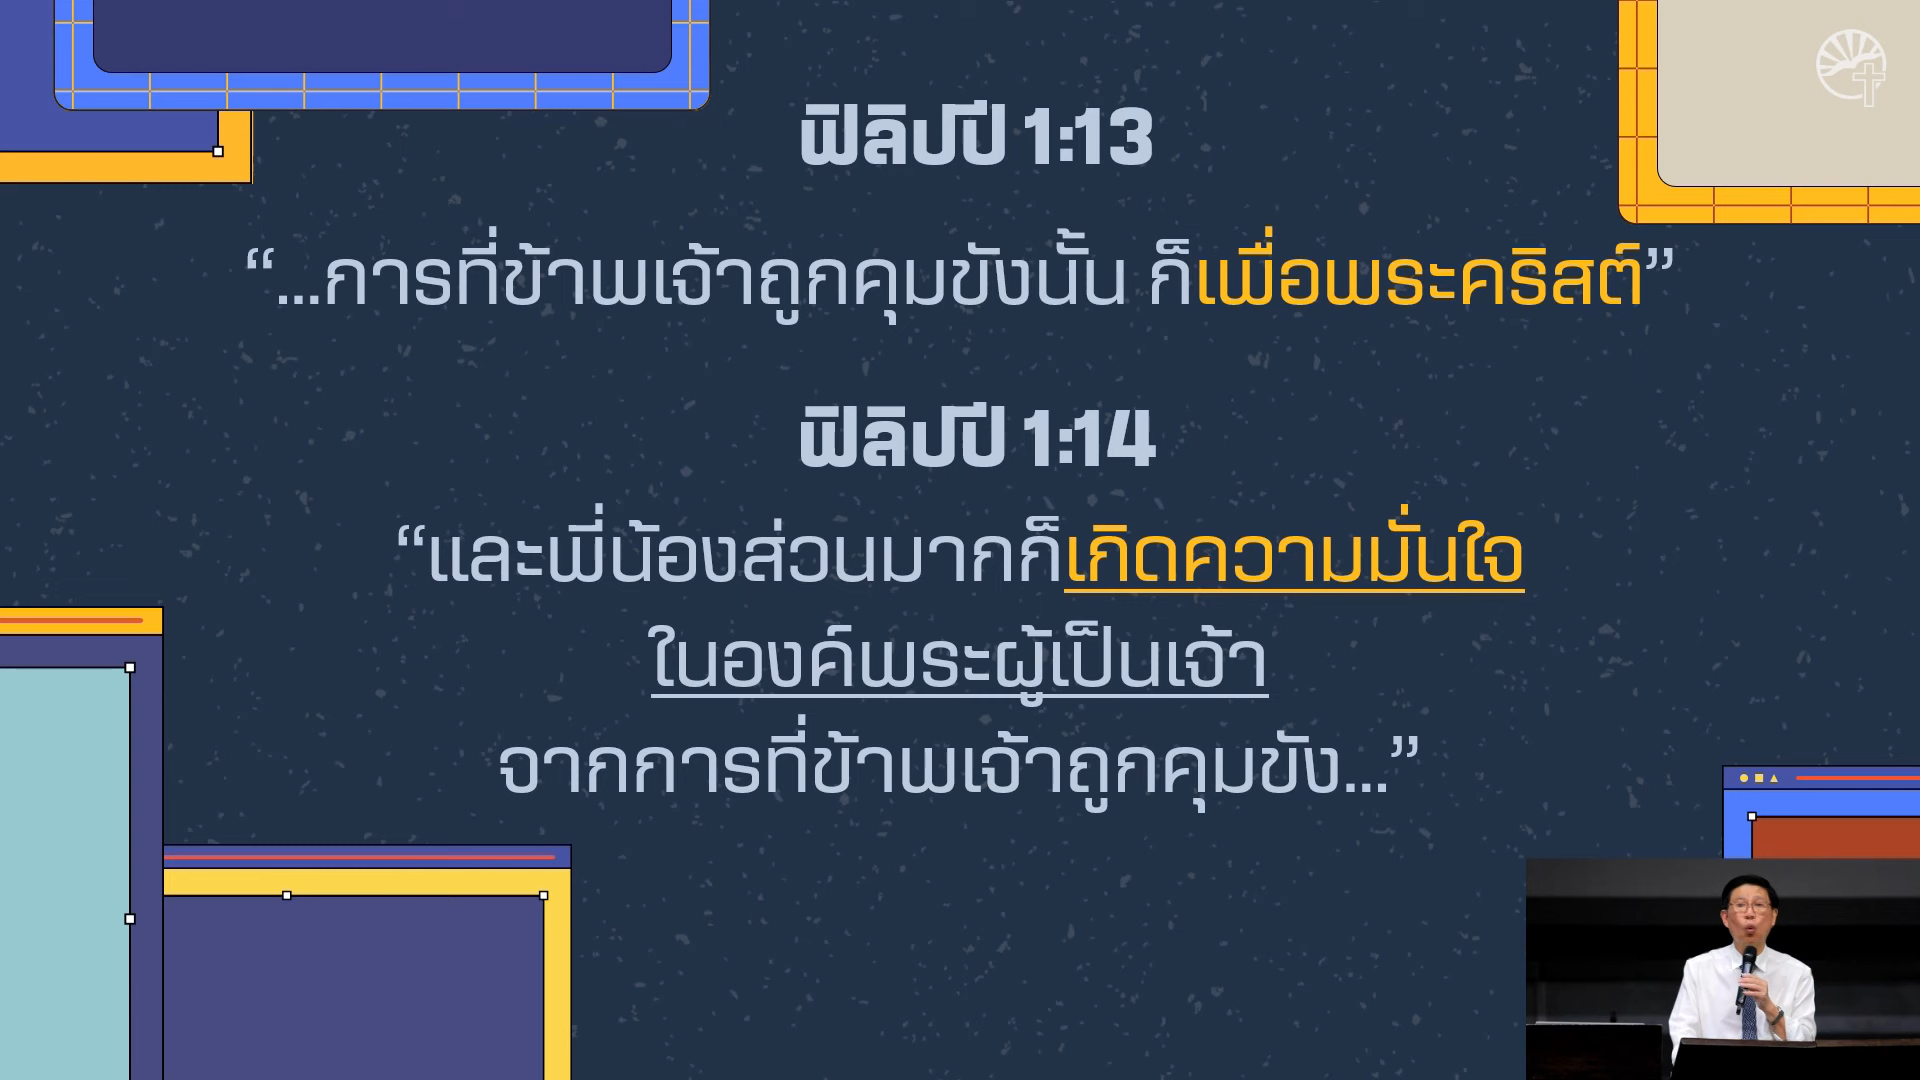 ฟิลิปปี 1:13
“...การที่ข้าพเจ้าถูกคุมขังนั้น ก็เพื่อพระคริสต์”
ฟิลิปปี 1:14
“และพี่น้องส่วนมากก็เกิดความมั่นใจ
ในองค์พระผู้เป็นเจ้า
จากการที่ข้าพเจ้าถูกคุมขัง...”